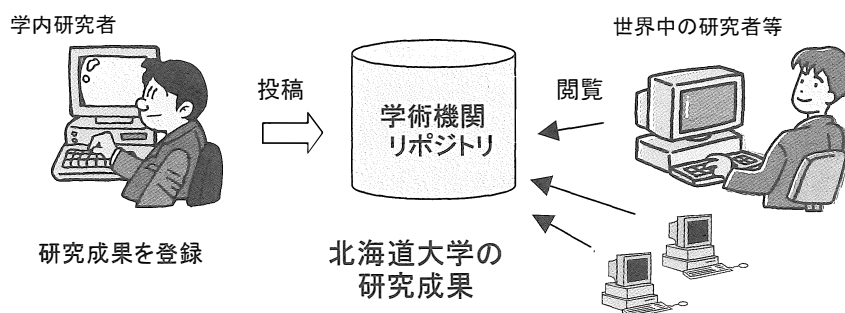 学内研究者
世界中の研究者等
投稿
閲覧
学術機関
リポジトリ
研究成果を登録
北海道大学の
研究成果